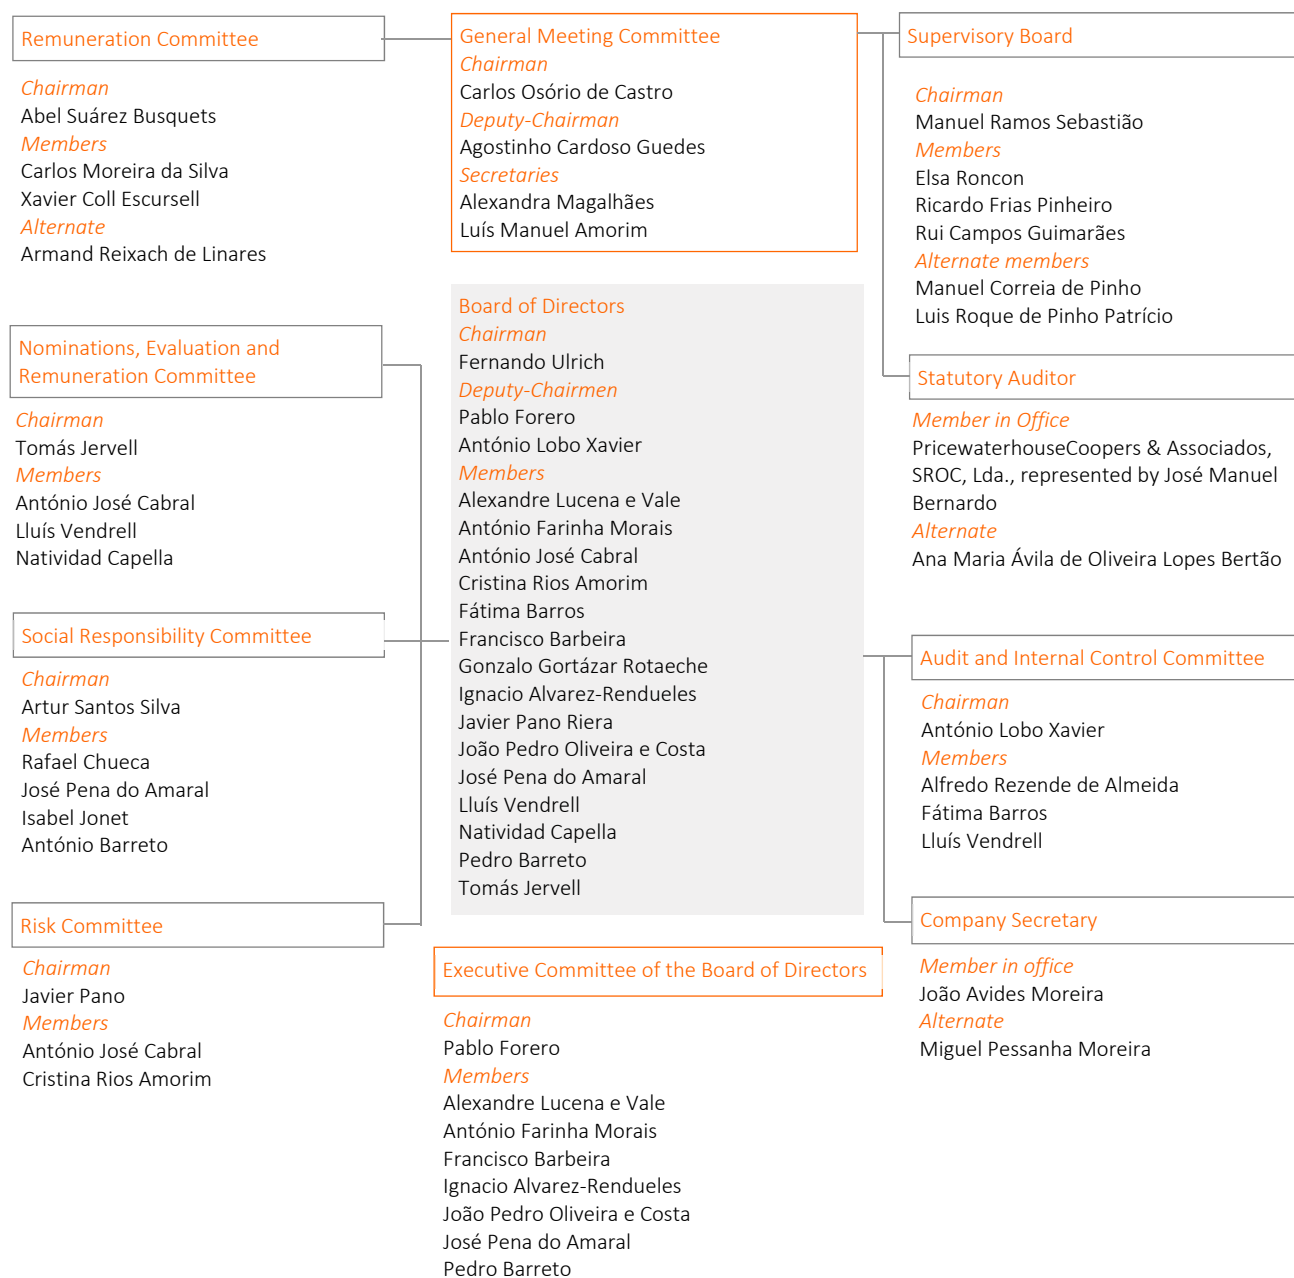 Remuneration Committee
Chairman
Abel Suárez Busquets
Members
Carlos Moreira da Silva
Xavier Coll Escursell
Alternate
Armand Reixach de Linares
General Meeting Committee
Chairman
Carlos Osório de Castro
Deputy-Chairman
Agostinho Cardoso Guedes
Secretaries
Alexandra Magalhães
Luís Manuel Amorim
Supervisory Board
Chairman
Manuel Ramos Sebastião
Members
Elsa Roncon
Ricardo Frias Pinheiro
Rui Campos Guimarães
Alternate members
Manuel Correia de Pinho
Luis Roque de Pinho Patrício
Nominations, Evaluation and
Remuneration Committee
Chairman
Tomás Jervell
Members
António José Cabral
Lluís Vendrell
Natividad Capella
Board of Directors
Chairman
Fernando Ulrich
Deputy-Chairmen
Pablo Forero
António Lobo Xavier
Members
Alexandre Lucena e Vale
António Farinha Morais
António José Cabral
Cristina Rios Amorim
Fátima Barros
Francisco Barbeira
Gonzalo Gortázar Rotaeche
Ignacio Alvarez-Rendueles
Javier Pano Riera
João Pedro Oliveira e Costa
José Pena do Amaral
Lluís Vendrell
Natividad Capella
Pedro Barreto
Tomás Jervell
Statutory Auditor
Member in Office
PricewaterhouseCoopers & Associados,
SROC, Lda., represented by José Manuel
Bernardo
Alternate
Ana Maria Ávila de Oliveira Lopes Bertão
Social Responsibility Committee
Chairman
Artur Santos Silva
Members
Rafael Chueca
José Pena do Amaral
Isabel Jonet
António Barreto
Audit and Internal Control Committee
Chairman
António Lobo Xavier
Members
Alfredo Rezende de Almeida
Fátima Barros
Lluís Vendrell
Risk Committee
Chairman
Javier Pano
Members
António José Cabral
Cristina Rios Amorim
Executive Committee of the Board of Directors
Chairman
Pablo Forero
Members
Alexandre Lucena e Vale
António Farinha Morais
Francisco Barbeira
Ignacio Alvarez-Rendueles
João Pedro Oliveira e Costa
José Pena do Amaral
Pedro Barreto
Company Secretary
Member in office
João Avides Moreira
Alternate
Miguel Pessanha Moreira